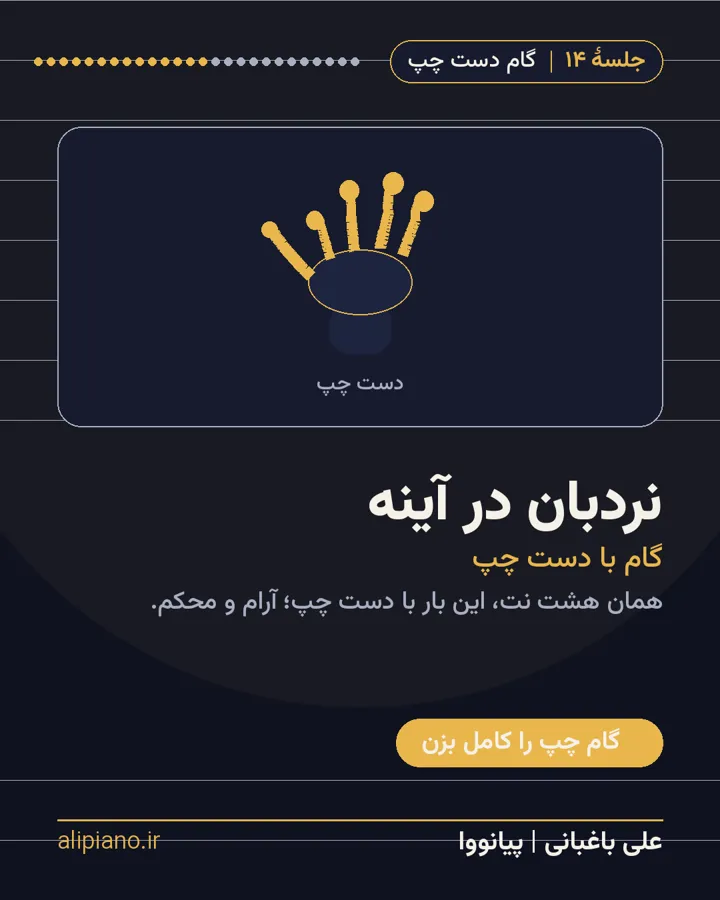 جلسهٔ ۱۴ | گام دست چپ
دست چپ
نردبان در آینه
گام با دست چپ
همان هشت نت، این بار با دست چپ؛ آرام و محکم.
گام چپ را کامل بزن
علی باغبانی | پیانووا
alipiano.ir